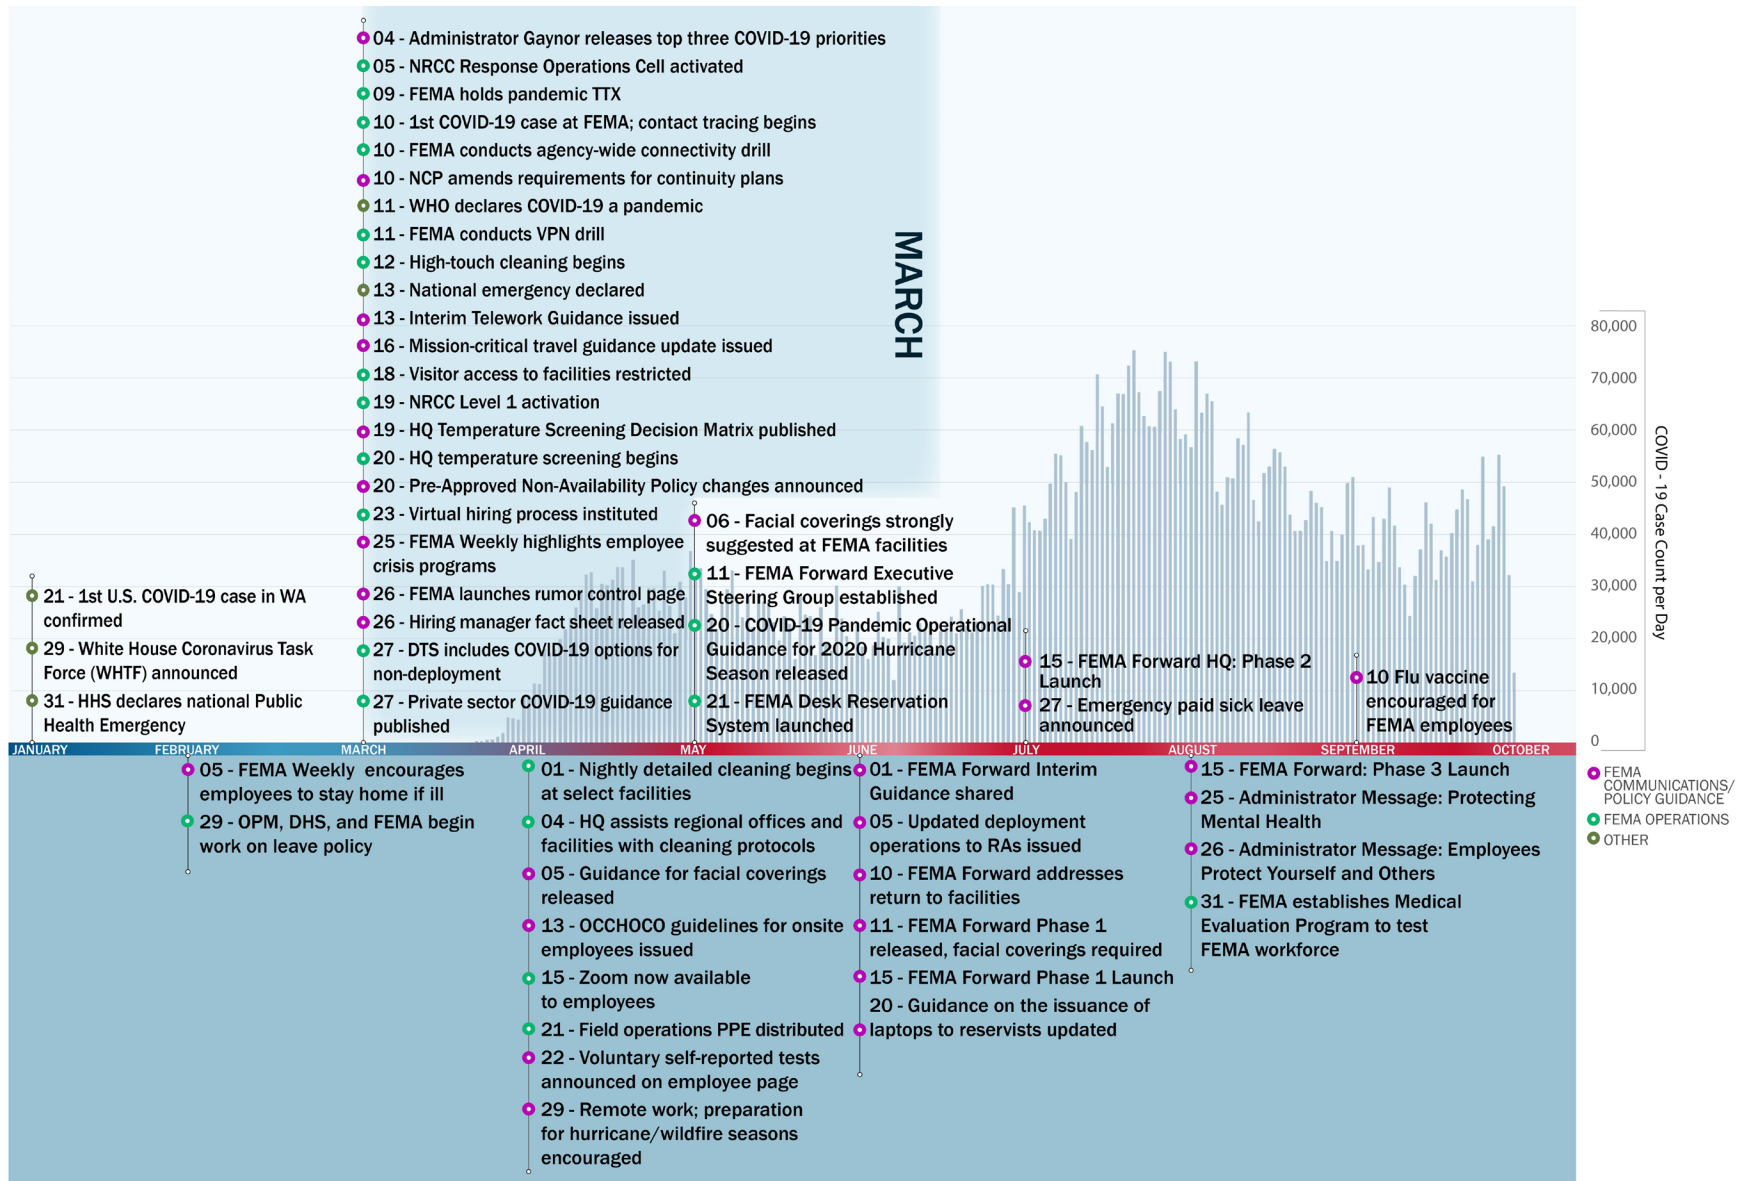 04 - Administrator Gaynor releases top three COVID-19 priorities
05 - NRCC Response Operations Cell activated
09 - FEMA holds pandemic TTX
10 - 1st COVID-19 case at FEMA; contact tracing begins
10 - FEMA conducts agency-wide connectivity drill
10 - NCP amends requirements for continuity plans
11 - WHO declares COVID-19 a pandemic
11 - FEMA conducts VPN drill
12 - High-touch cleaning begins
13 - National emergency declared
13 - Interim Telework Guidance issued
16 - Mission-critical travel guidance update issued
18 - Visitor access to facilities restricted
19 - NRCC Level 1 activation
19 - HQ Temperature Screening Decision Matrix published
20 - HQ temperature screening begins
20 - Pre-Approved Non-Availability Policy changes announced
23 - Virtual hiring process instituted
25 - FEMA Weekly highlights employee
crisis programs
26 - FEMA launches rumor control page
26 - Hiring manager fact sheet released
27 - DTS includes COVID-19 options for
non-deployment
27 - Private sector COVID-19 guidance
published
MARCH
21 - 1st U.S. COVID-19 case in WA
confirmed
29 - White House Coronavirus Task
Force (WHTF) announced
31 - HHS declares national Public
Health Emergency
06 - Facial coverings strongly
suggested at FEMA facilities
11 - FEMA Forward Executive
Steering Group established
20 - COVID-19 Pandemic Operational
Guidance for 2020 Hurricane
Season released
21 - FEMA Desk Reservation
System launched
15 - FEMA Forward HQ: Phase 2
Launch
27 - Emergency paid sick leave
announced
10 Flu vaccine
encouraged for
FEMA employees
80,000
70,000
60,000
50,000
40,000
30,000
20,000
10,000
0
COVID - 19 Case Count per Day
JANUARY
FEBRUARY
MARCH
APRIL
MAY
JUNE
JULY
AUGUST
SEPTEMBER
OCTOBER
05 - FEMA Weekly encourages
employees to stay home if ill
29 - OPM, DHS, and FEMA begin
work on leave policy
01 - Nightly detailed cleaning begins
at select facilities
04 - HQ assists regional offices and
facilities with cleaning protocols
05 - Guidance for facial coverings
released
13 - OCCHOCO guidelines for onsite
employees issued
15 - Zoom now available
to employees
21 - Field operations PPE distributed
22 - Voluntary self-reported tests
announced on employee page
29 - Remote work; preparation
for hurricane/wildfire seasons
encouraged
01 - FEMA Forward Interim
Guidance shared
05 - Updated deployment
operations to RAs issued
10 - FEMA Forward addresses
return to facilities
11 - FEMA Forward Phase 1
released, facial coverings required
15 - FEMA Forward Phase 1 Launch
20 - Guidance on the issuance of
laptops to reservists updated
15 - FEMA Forward: Phase 3 Launch
25 - Administrator Message: Protecting
Mental Health
26 - Administrator Message: Employees
Protect Yourself and Others
31 - FEMA establishes Medical
Evaluation Program to test
FEMA workforce
FEMA
COMMUNICATIONS/
POLICY GUIDANCE
FEMA OPERATIONS
OTHER